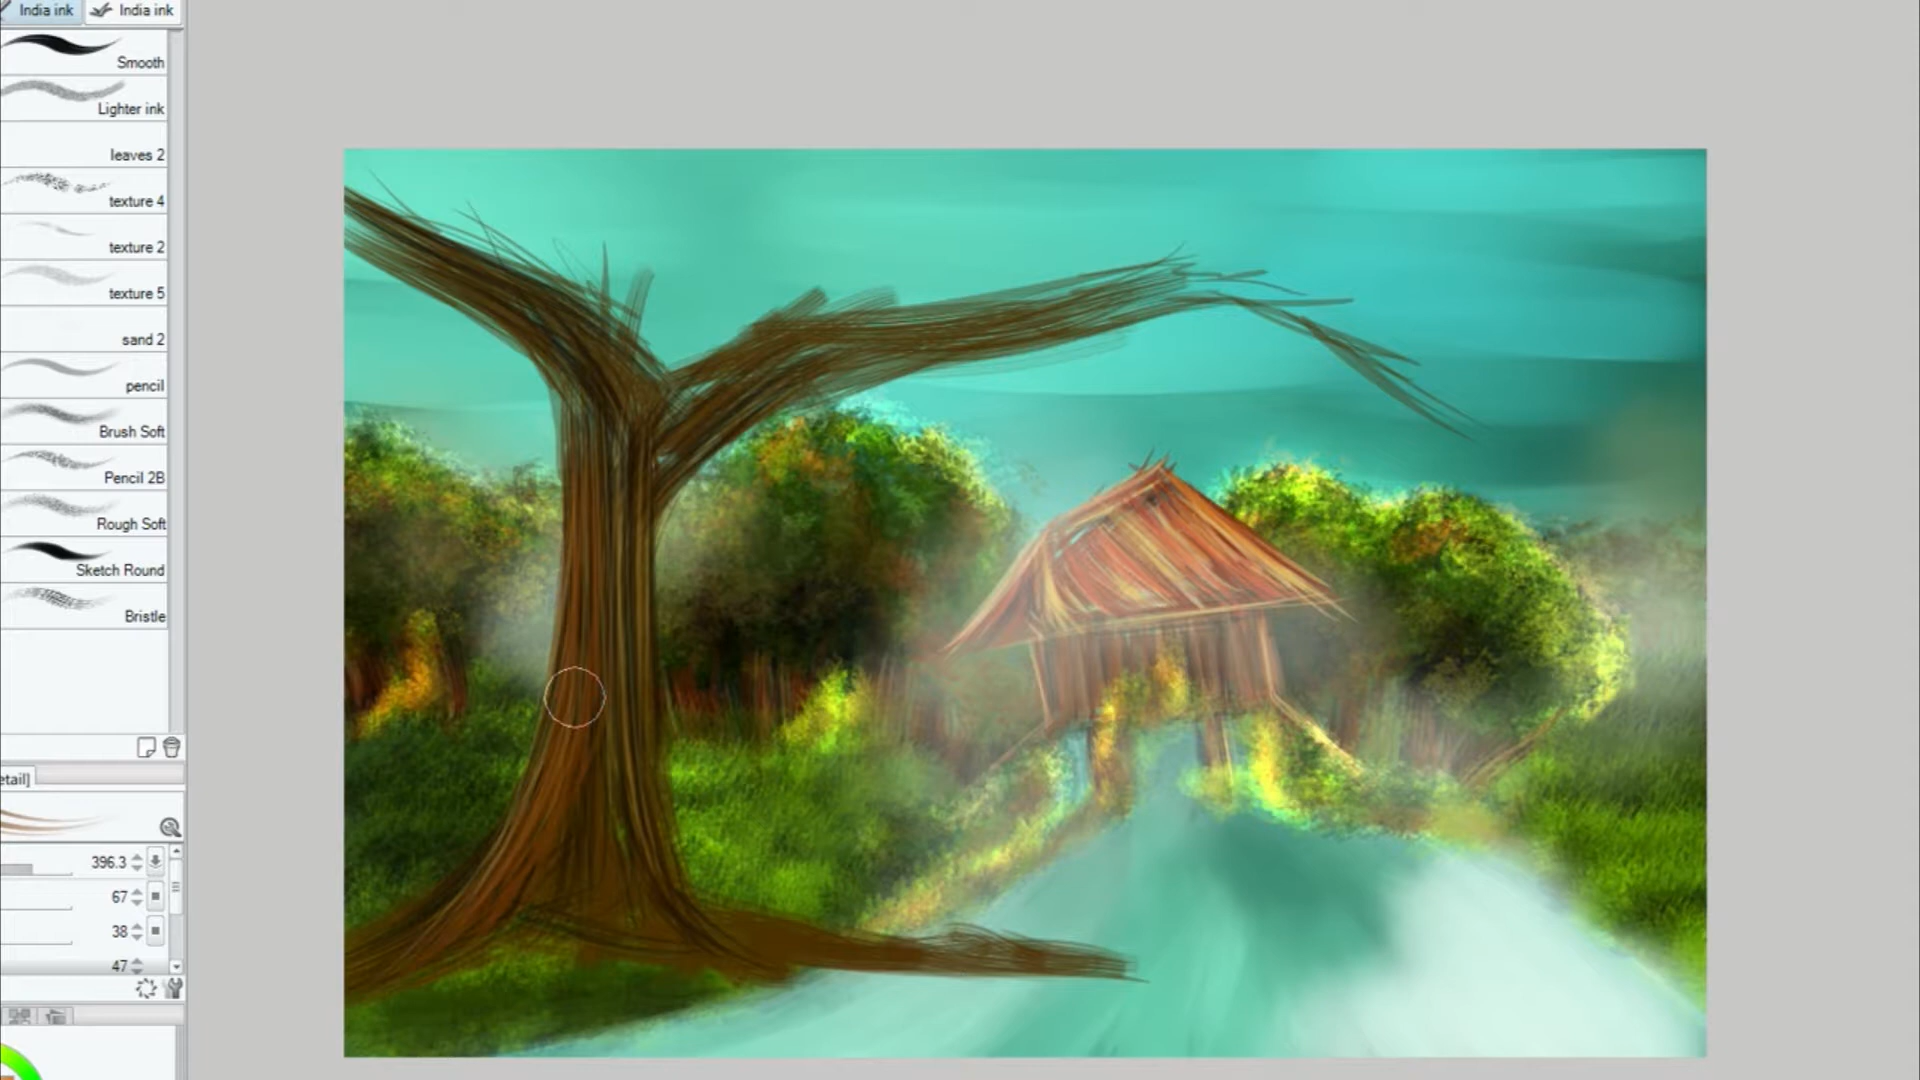 India ink
India ink
Smooth
Lighter ink
leaves 2
texture 4
texture 2
texture 5
sand 2
pencil
Brush Soft
Pencil 2B
Rough Soft
Sketch Round
Bristle
etail]
396.3
67
38
47